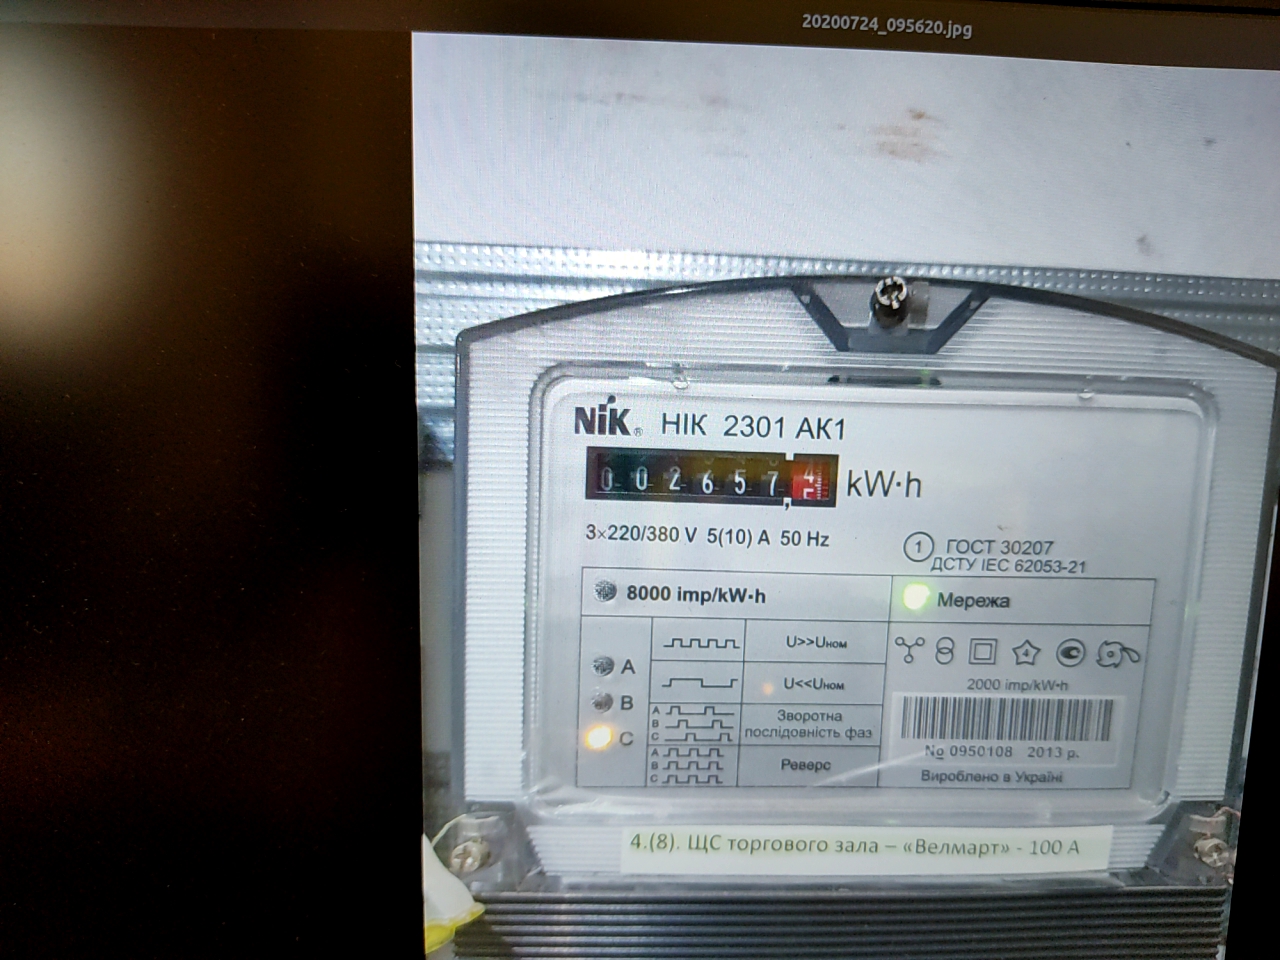 20200724_095620.jpg
NiK® НІК 2301 АК1
002657,4 kW·h
3×220/380 V 5(10) A 50 Hz
1 ГОСТ 30207
ДСТУ IEC 62053-21
8000 imp/kW·h
Мережа
A
B
C
U>>Uном
U<<Uном
A
B
C
Зворотна
послідовність фаз
A
B
C
Реверс
4
2000 imp/kW·h
№ 0950108 2013 р.
Вироблено в Україні
4.(8). ЩС торгового зала – «Велмарт» - 100 А